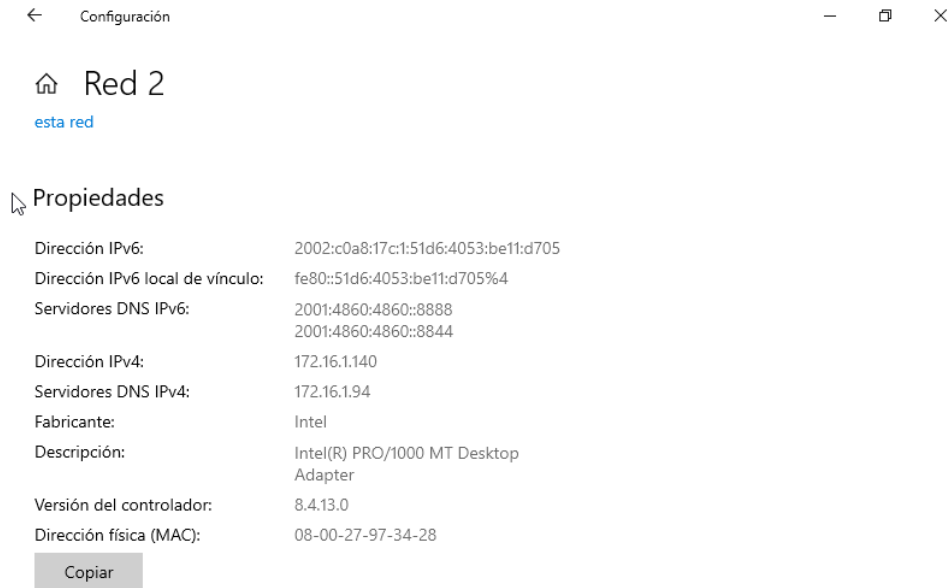 Configuración
Red 2
esta red
Propiedades
Dirección IPv6: 2002:c0a8:17c:1:51d6:4053:be11:d705
Dirección IPv6 local de vínculo: fe80::51d6:4053:be11:d705%4
Servidores DNS IPv6: 2001:4860:4860::8888
2001:4860:4860::8844
Dirección IPv4: 172.16.1.140
Servidores DNS IPv4: 172.16.1.94
Fabricante: Intel
Descripción: Intel(R) PRO/1000 MT Desktop
Adapter
Versión del controlador: 8.4.13.0
Dirección física (MAC): 08-00-27-97-34-28
Copiar